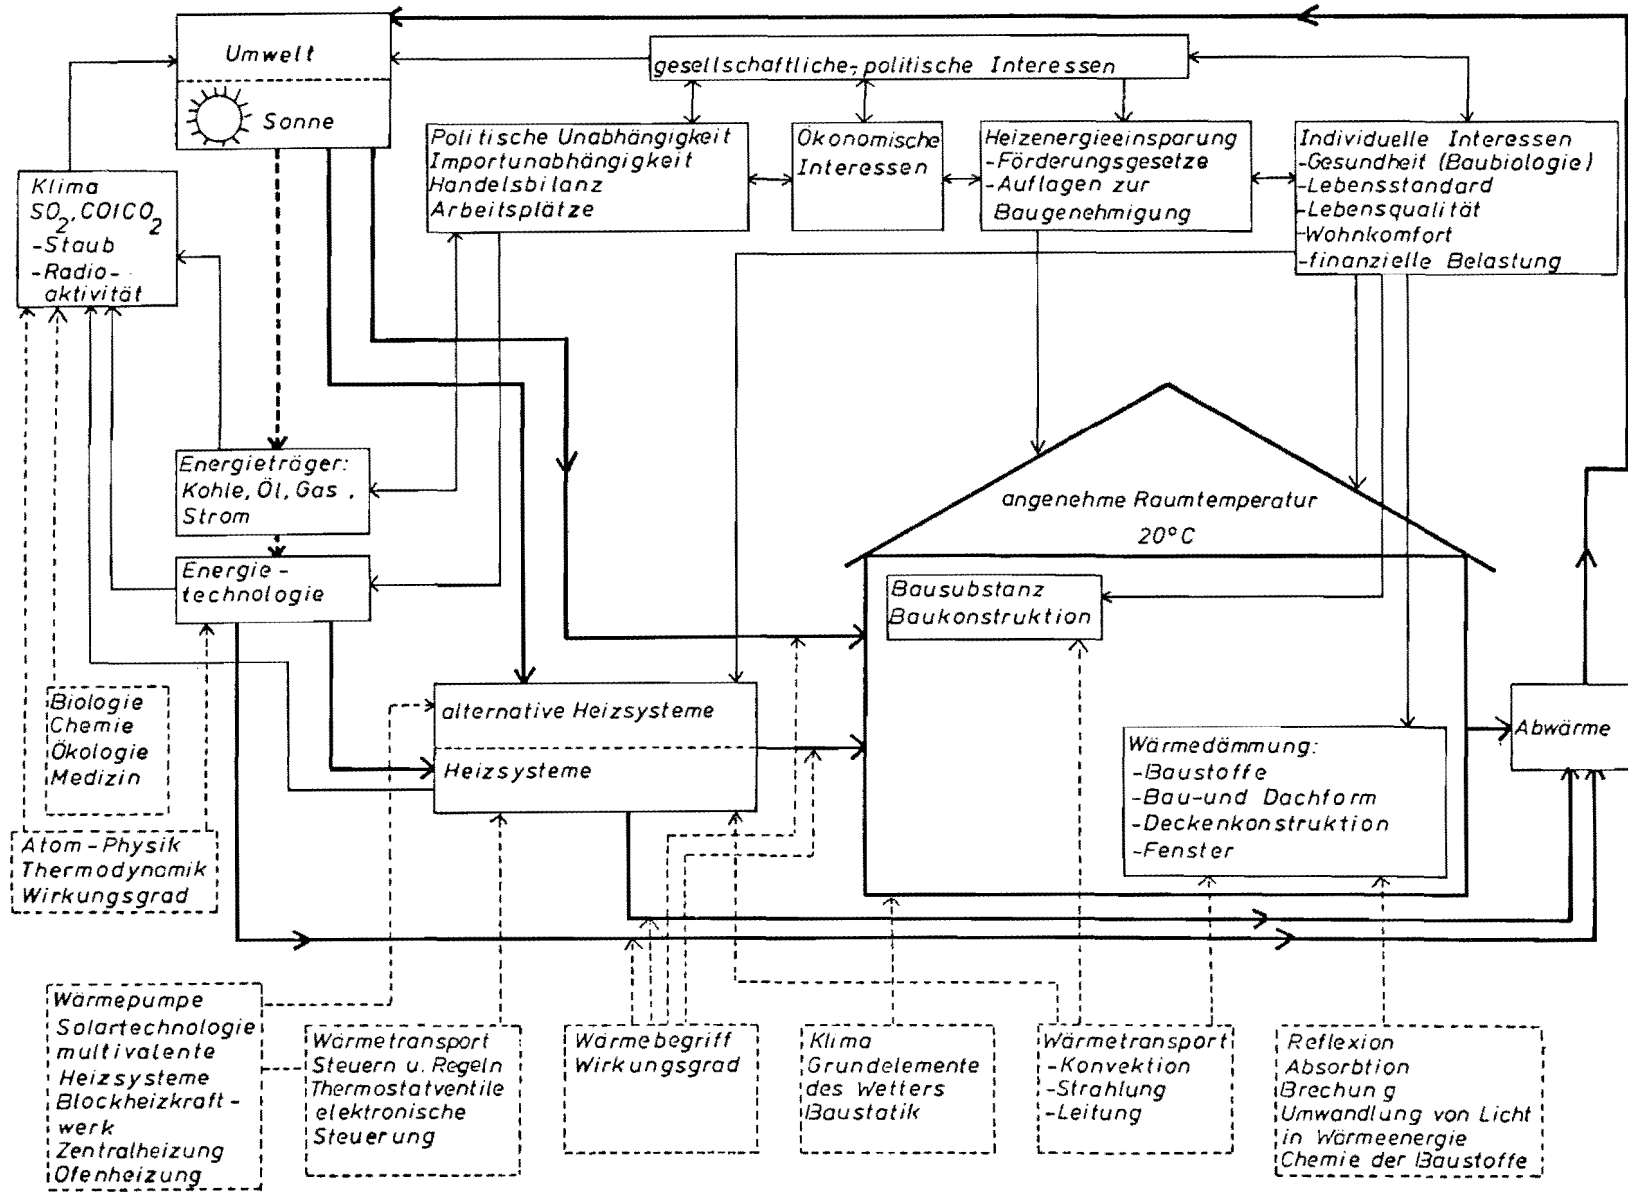 Umwelt
Sonne
gesellschaftliche-, politische Interessen
Politische Unabhängigkeit
Importunabhängigkeit
Handelsbilanz
Arbeitsplätze
Ökonomische
Interessen
Heizenergieeinsparung
-Förderungsgesetze
-Auflagen zur
Baugenehmigung
Individuelle Interessen
-Gesundheit (Baubiologie)
-Lebensstandard
-Lebensqualität
-Wohnkomfort
-finanzielle Belastung
Klima
SO2, CO/CO2
-Staub
-Radio-
aktivität
Energieträger:
Kohle, Öl, Gas,
Strom
Energie-
technologie
angenehme Raumtemperatur
20°C
Bausubstanz
Baukonstruktion
Biologie
Chemie
Ökologie
Medizin
alternative Heizsysteme
Heizsysteme
Wärmedämmung:
-Baustoffe
-Bau-und Dachform
-Deckenkonstruktion
-Fenster
Abwärme
Atom-Physik
Thermodynamik
Wirkungsgrad
Wärmepumpe
Solartechnologie
multivalente
Heizsysteme
Blockheizkraft-
werk
Zentralheizung
Ofenheizung
Wärmetransport
Steuern u. Regeln
Thermostatventile
elektronische
Steuerung
Wärmebegriff
Wirkungsgrad
Klima
Grundelemente
des Wetters
Baustatik
Wärmetransport
-Konvektion
-Strahlung
-Leitung
Reflexion
Absorbtion
Brechung
Umwandlung von Licht
in Wärmeenergie
Chemie der Baustoffe